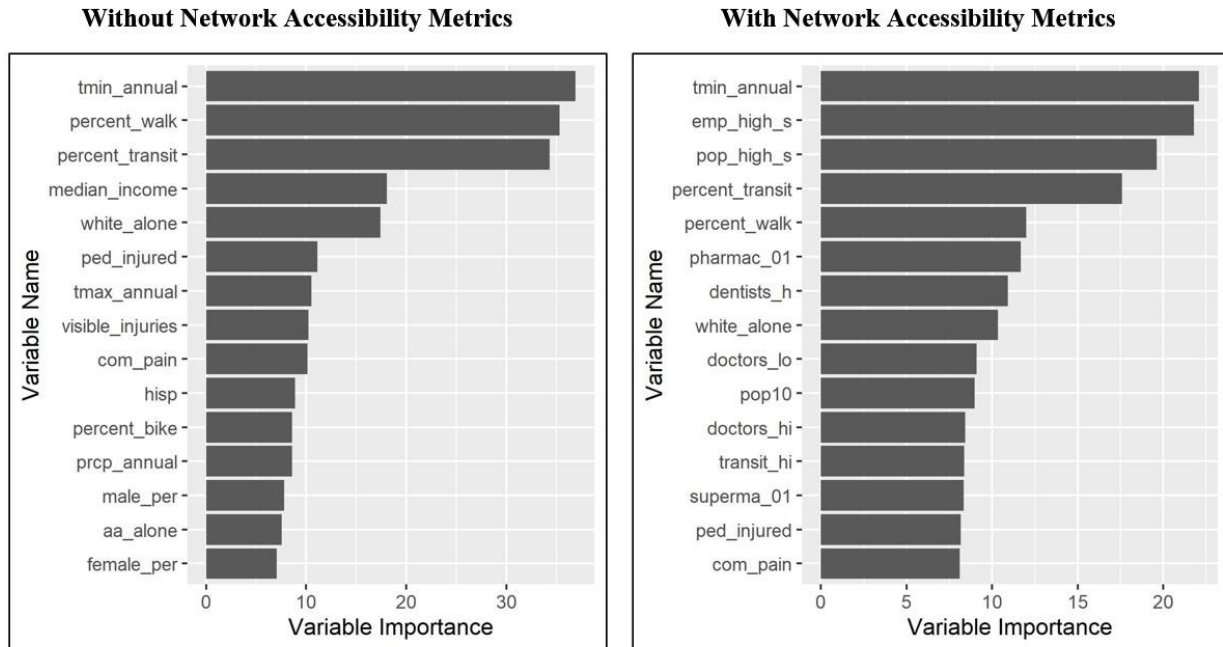 Without Network Accessibility Metrics
Variable Name
tmin_annual
percent_walk
percent_transit
median_income
white_alone
ped_injured
tmax_annual
visible_injuries
com_pain
hisp
percent_bike
prcp_annual
male_per
aa_alone
female_per
0 10 20 30
Variable Importance
With Network Accessibility Metrics
Variable Name
tmin_annual
emp_high_s
pop_high_s
percent_transit
percent_walk
pharmac_01
dentists_h
white_alone
doctors_lo
pop10
doctors_hi
transit_hi
superma_01
ped_injured
com_pain
0 5 10 15 20
Variable Importance